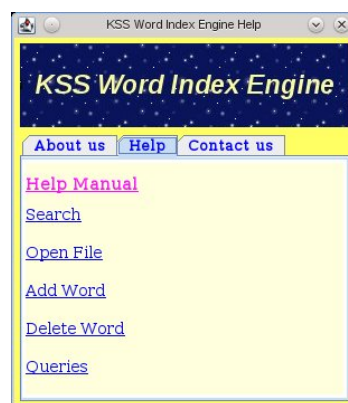 KSS Word Index Engine Help
KSS Word Index Engine
About us Help Contact us
Help Manual
Search
Open File
Add Word
Delete Word
Queries